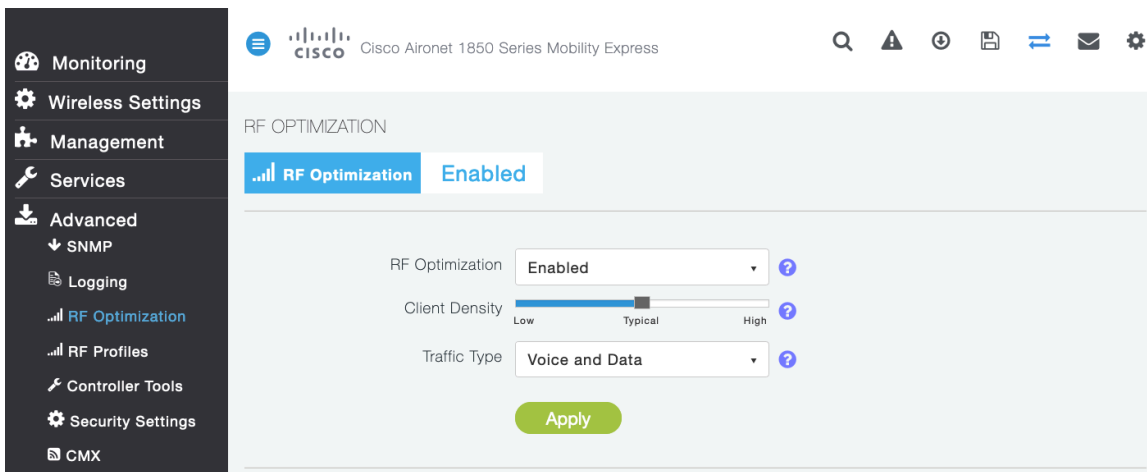 Monitoring
Wireless Settings
Management
Services
Advanced
SNMP
Logging
RF Optimization
RF Profiles
Controller Tools
Security Settings
CMX
CISCO Cisco Aironet 1850 Series Mobility Express
RF OPTIMIZATION
RF Optimization Enabled
RF Optimization Enabled ?
Client Density ?
Low Typical High
Traffic Type Voice and Data ?
Apply